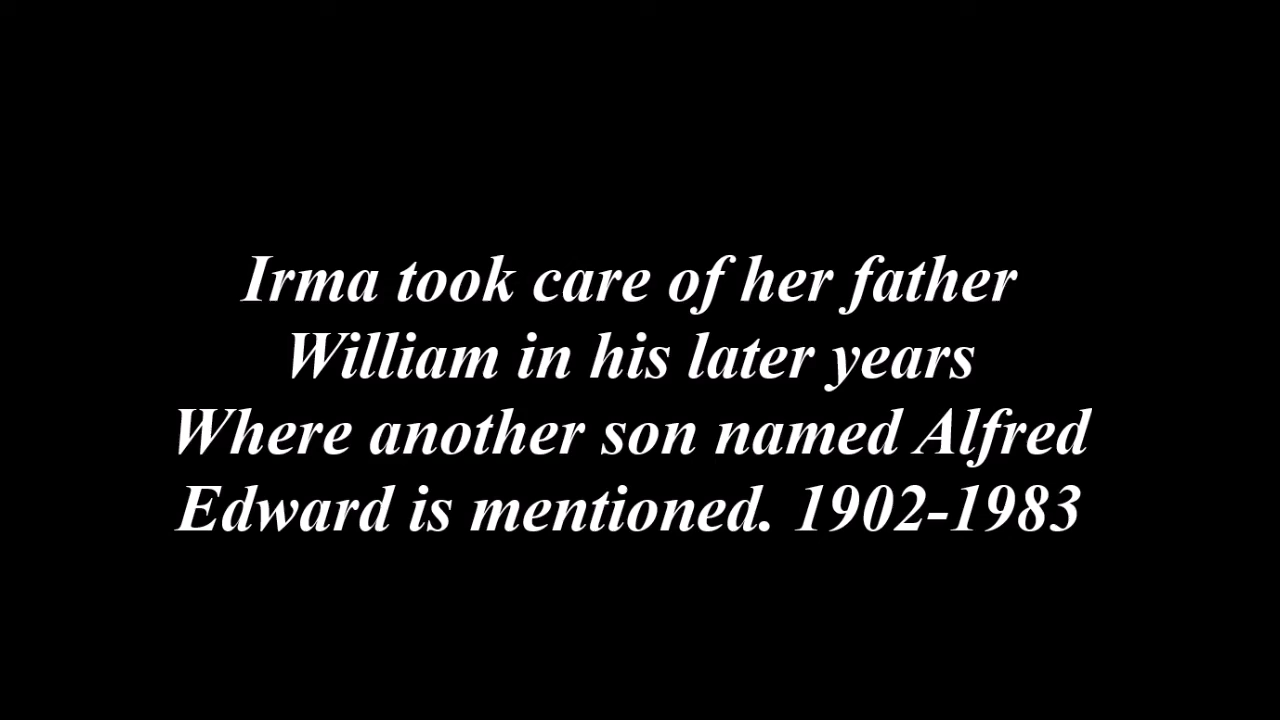 Irma took care of her father
William in his later years
Where another son named Alfred
Edward is mentioned. 1902-1983